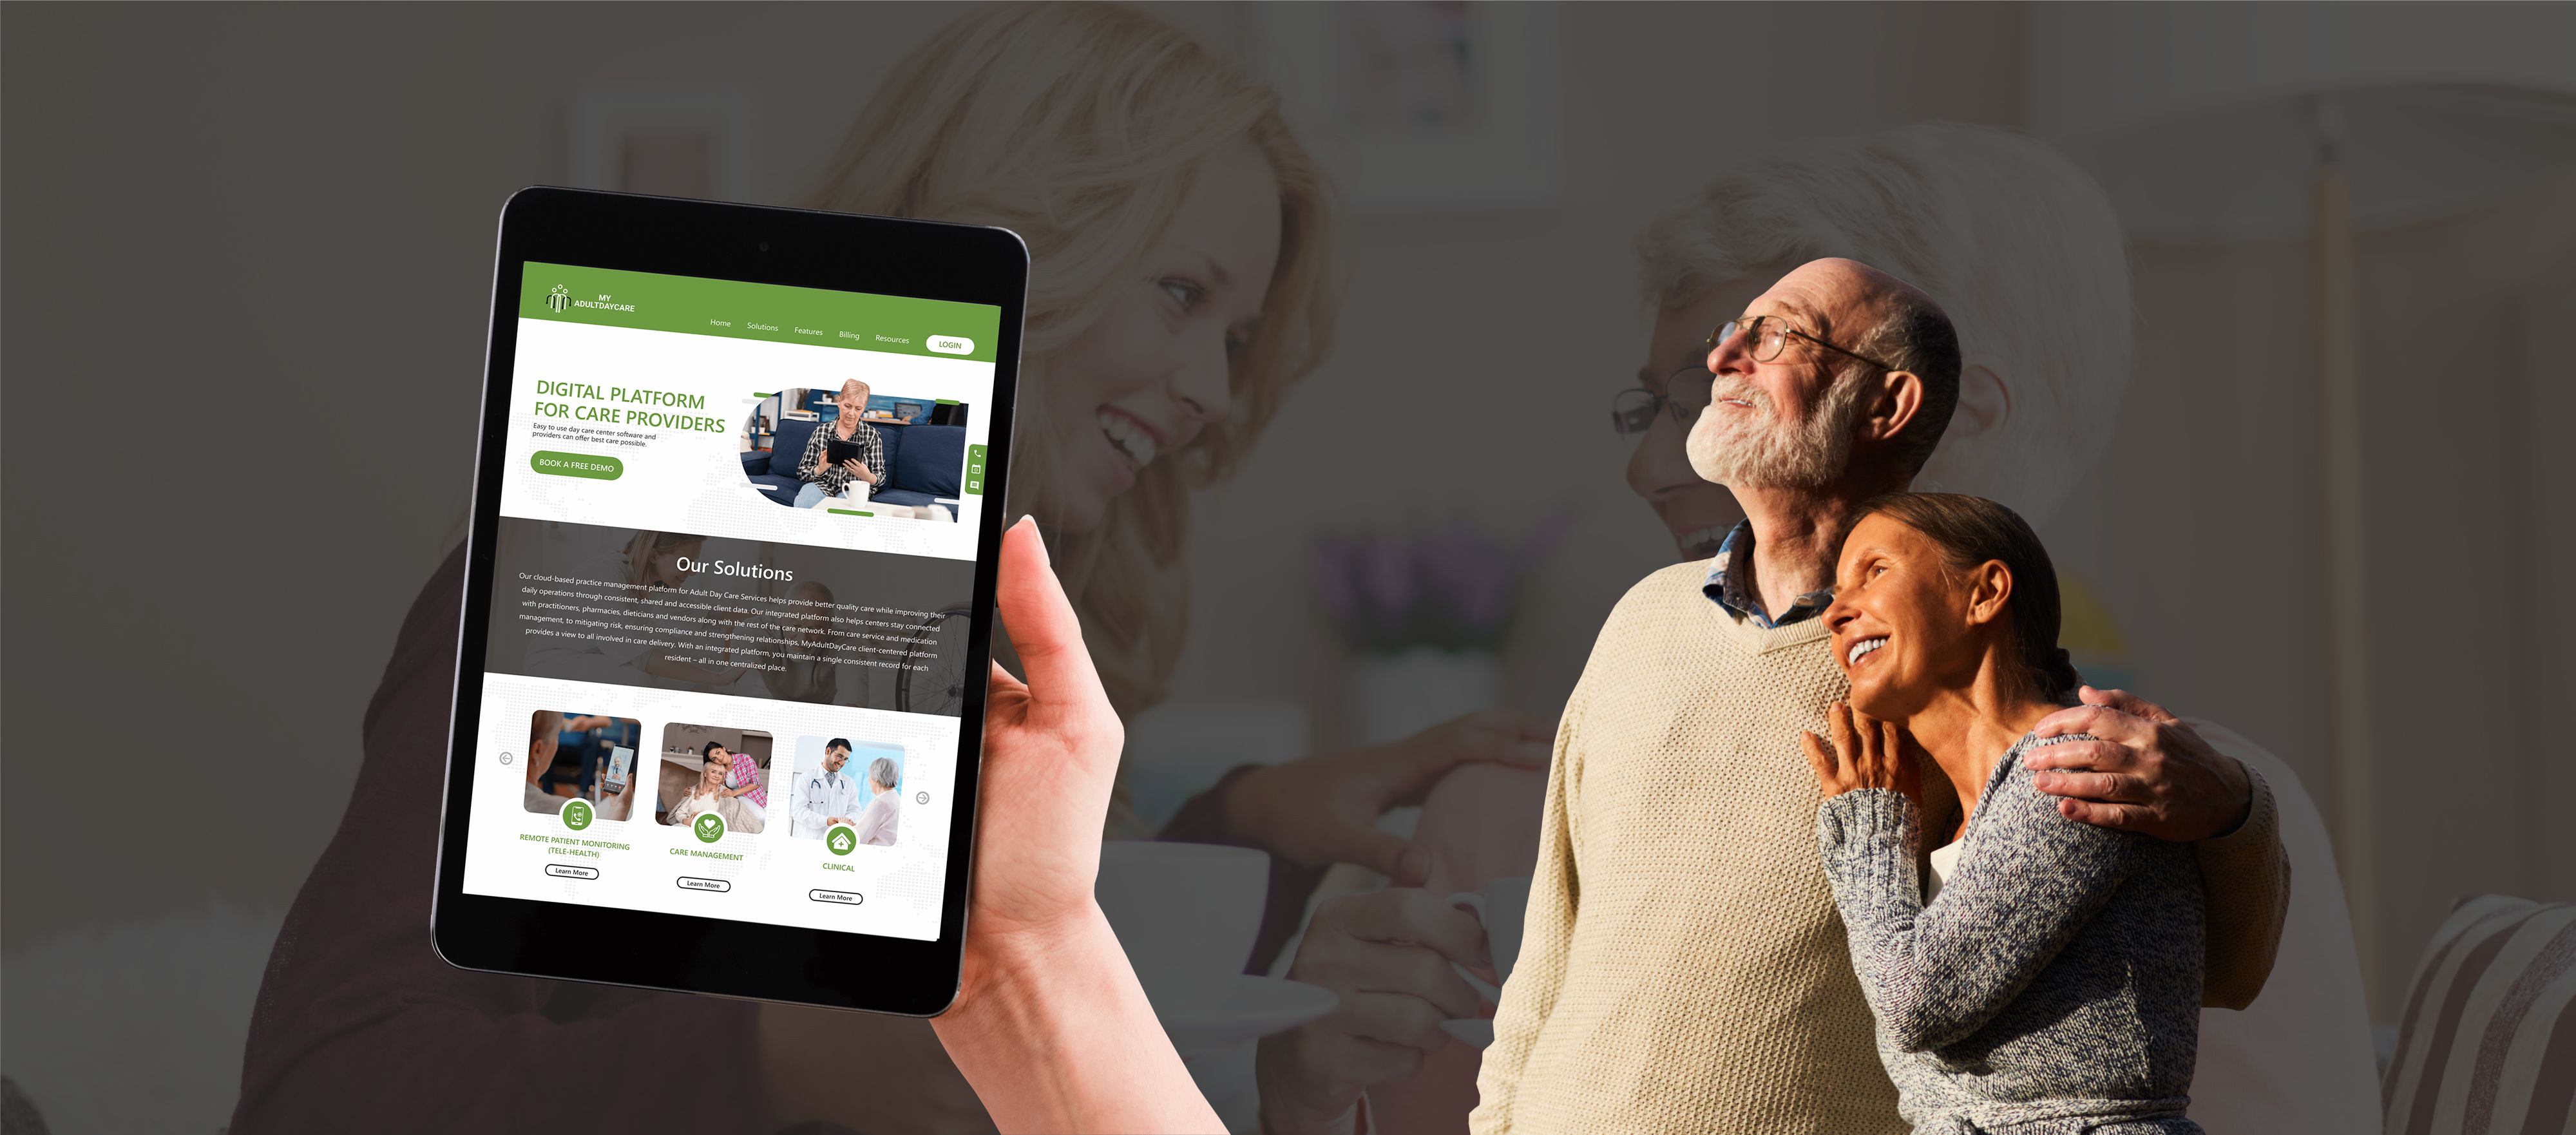 MY
ADULTDAYCARE
Home Solutions Features Billing Resources LOGIN
DIGITAL PLATFORM
FOR CARE PROVIDERS
Easy to use day care center software and
providers can offer best care possible.
BOOK A FREE DEMO
Our Solutions
Our cloud-based practice management platform for Adult Day Care Services helps provide better quality care while improving their
daily operations through consistent, shared and accessible client data. Our integrated platform also helps centers stay connected
with practitioners, pharmacies, dieticians and vendors along with the rest of the care network. From care service and medication
management, to mitigating risk, ensuring compliance and strengthening relationships, MyAdultDayCare client-centered platform
provides a view to all involved in care delivery. With an integrated platform, you maintain a single consistent record for each
resident – all in one centralized place.
REMOTE PATIENT MONITORING
(TELE-HEALTH)
Learn More
CARE MANAGEMENT
Learn More
CLINICAL
Learn More